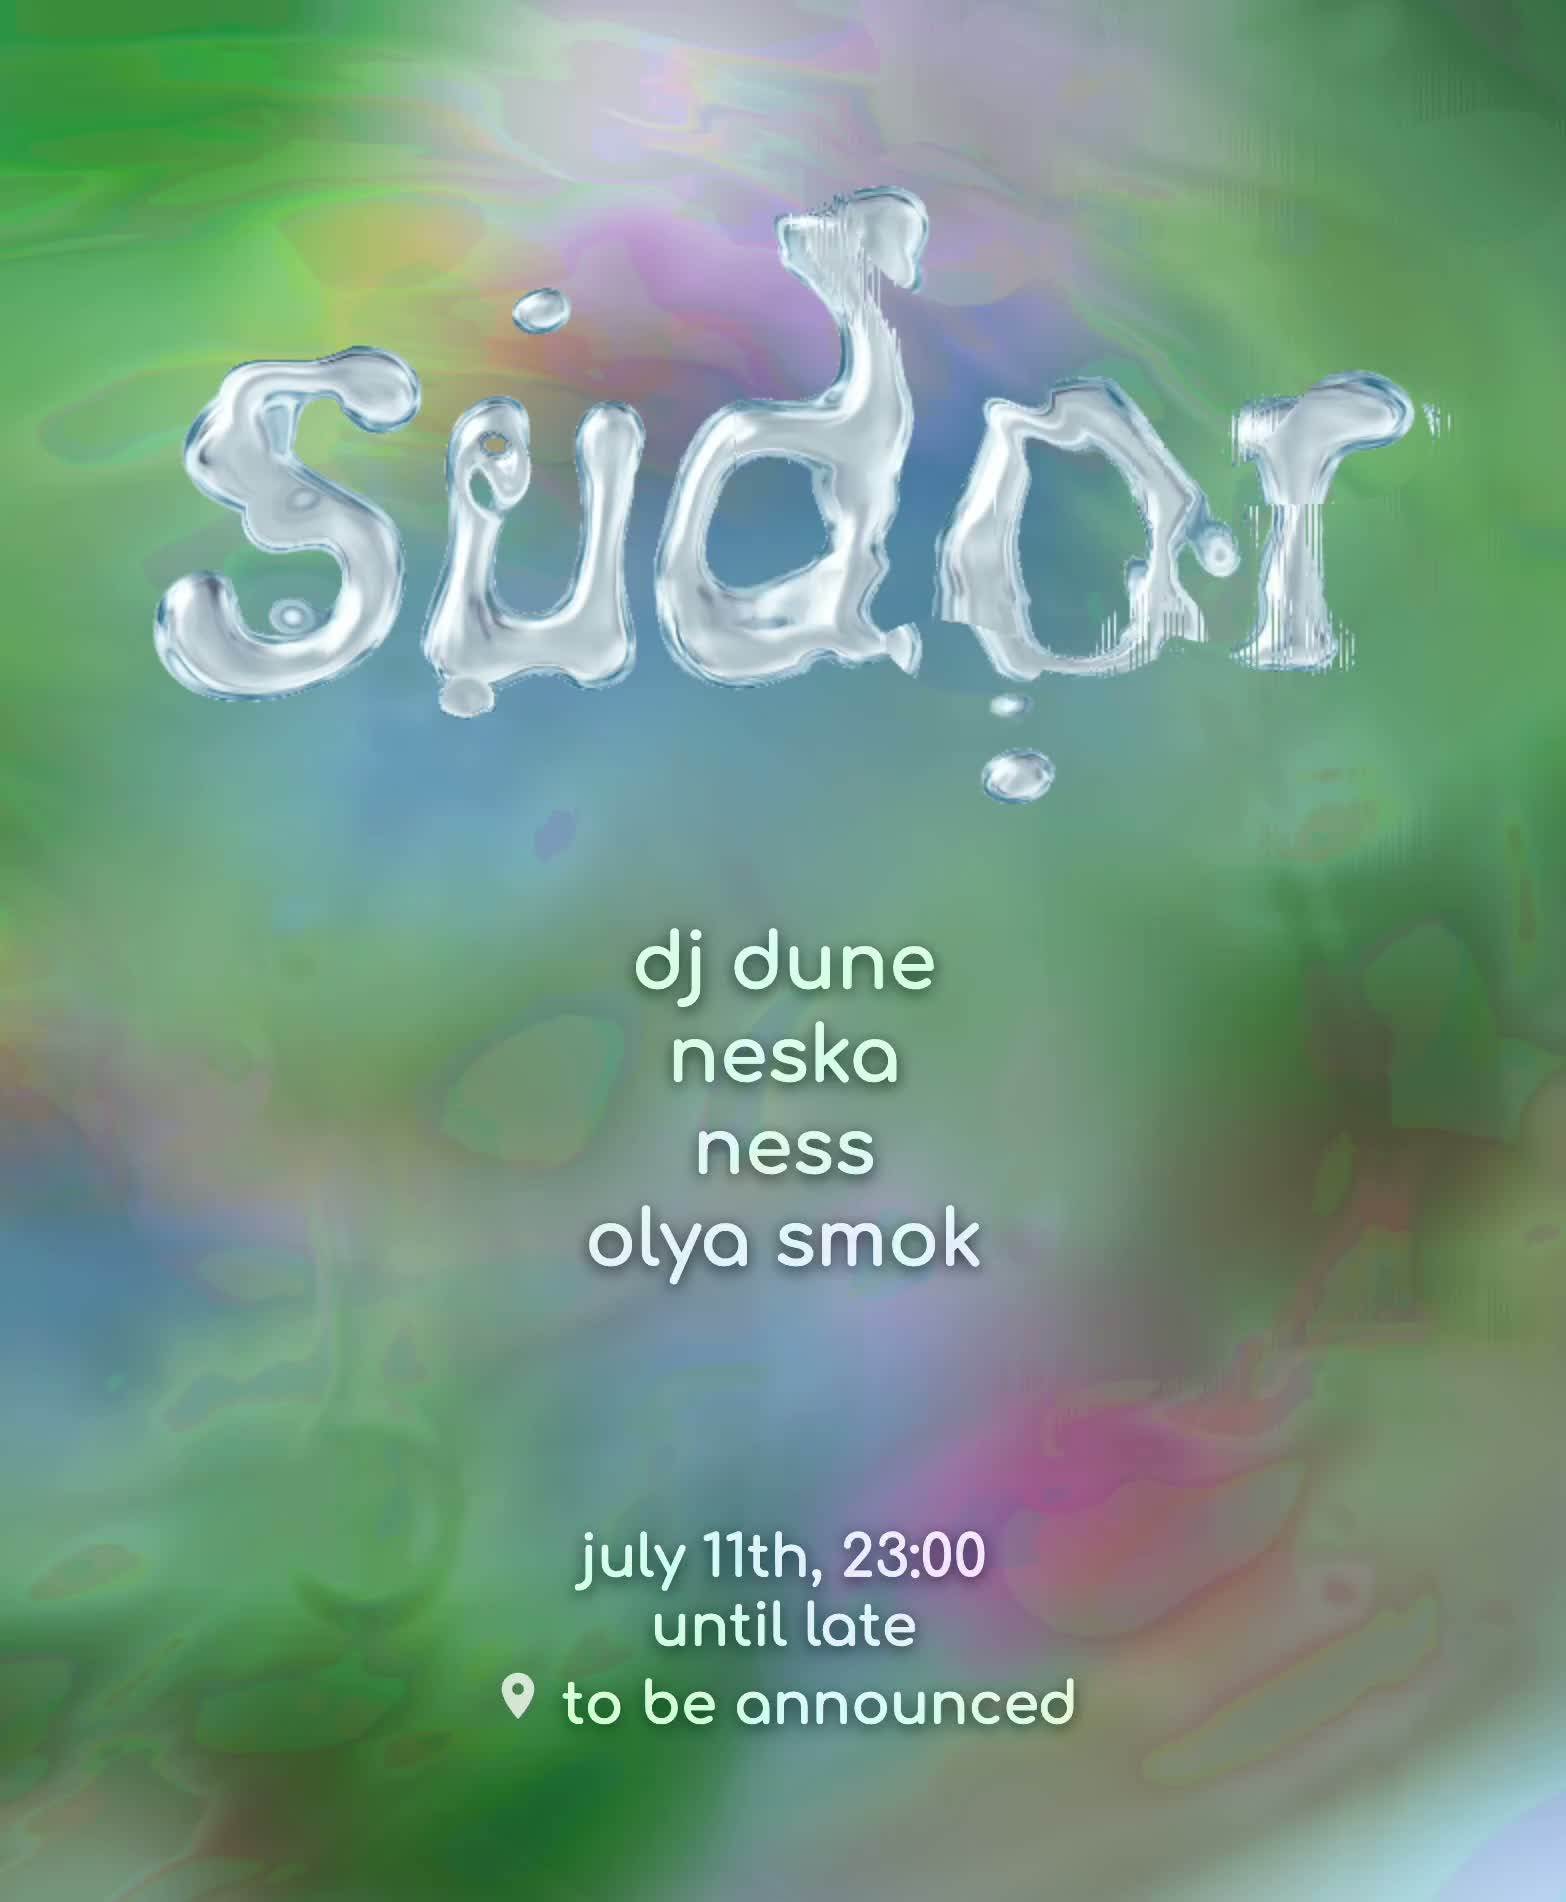 sudor
dj dune
neska
ness
olya smok
july 11th, 23:00
until late
to be announced